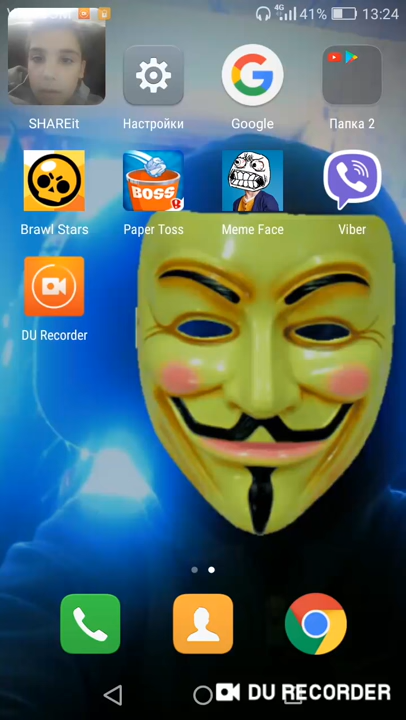 4G 41% 13:24
SHAREit Настройки Google Папка 2
BOSS
Brawl Stars Paper Toss Meme Face Viber
DU Recorder
DU RECORDER